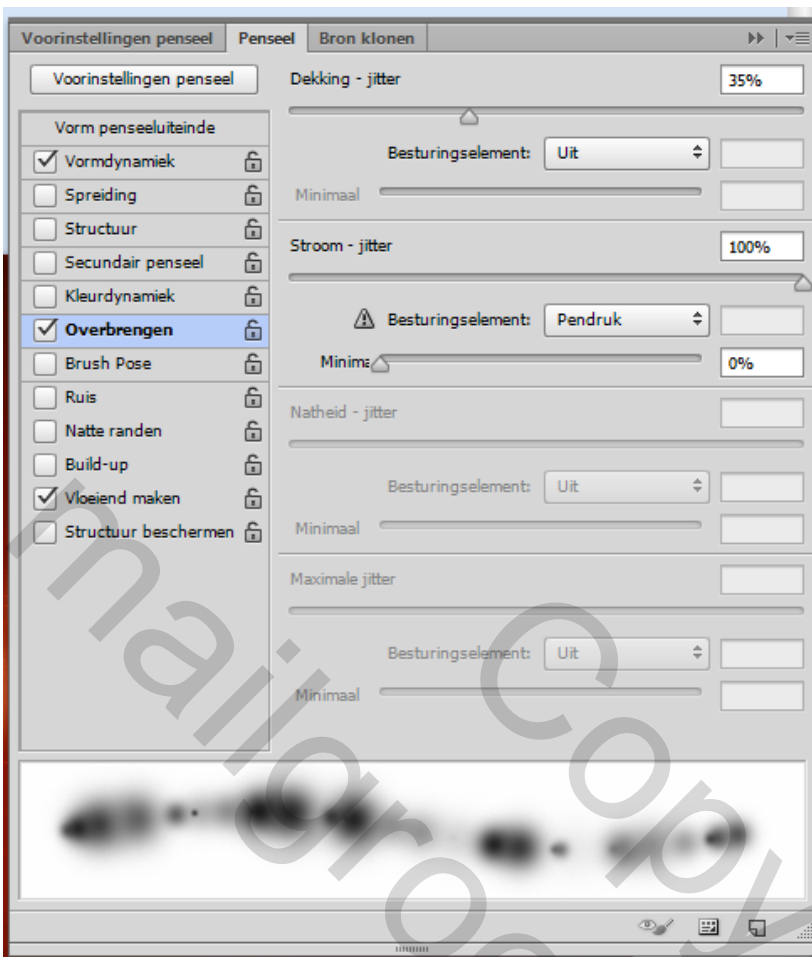 Voorinstellingen penseel Penseel Bron klonen
Voorinstellingen penseel
Vorm penseeluiteinde
Vormdynamiek
Spreiding
Structuur
Secundair penseel
Kleurdynamiek
Overbrengen
Brush Pose
Ruis
Natte randen
Build-up
Vloeiend maken
Structuur beschermen
Dekking - jitter 35%
Besturingselement: Uit
Minimaal
Stroom - jitter 100%
Besturingselement: Pendruk
Minima 0%
Natheid - jitter
Besturingselement: Uit
Minimaal
Maximale jitter
Besturingselement: Uit
Minimaal
Copy
mailgroe